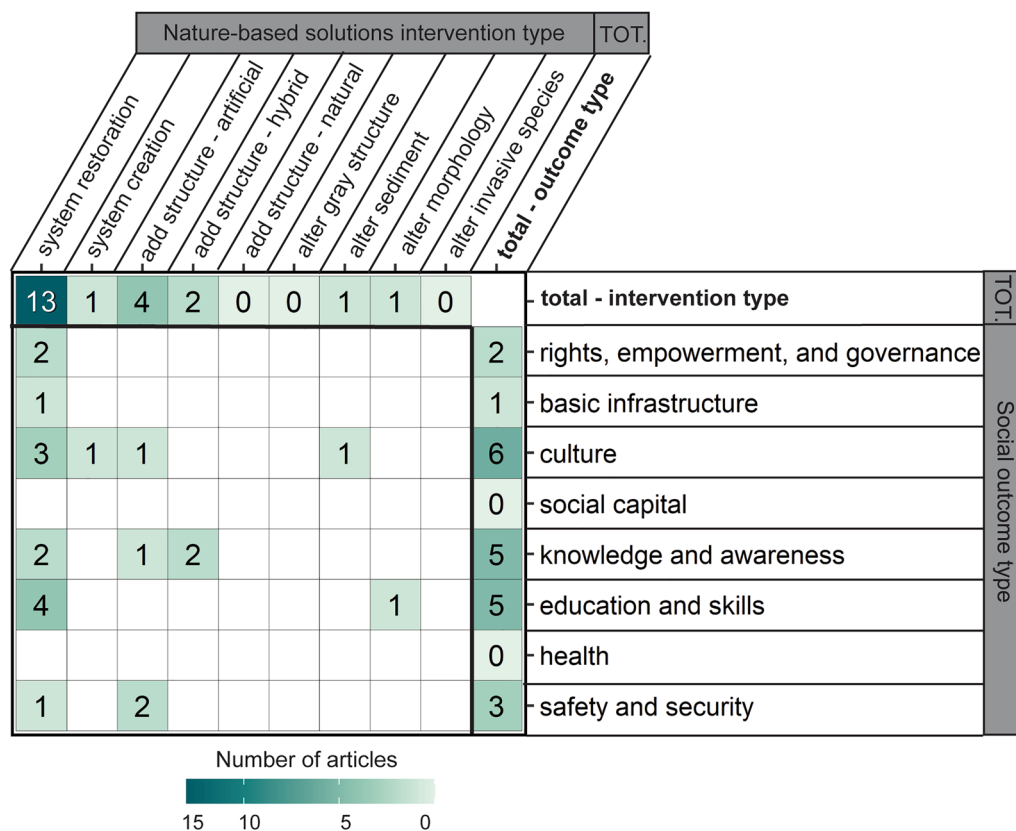 Nature-based solutions intervention type TOT.
system restoration
system creation
add structure - artificial
add structure - hybrid
add structure - natural
alter gray structure
alter sediment
alter morphology
alter invasive species
total - outcome type
13 1 4 2 0 0 1 1 0 total - intervention type TOT.
2 2 rights, empowerment, and governance
1 1 basic infrastructure
3 1 1 1 6 culture
0 social capital
2 1 2 5 knowledge and awareness
4 1 5 education and skills
0 health
1 2 3 safety and security
Social outcome type
Number of articles
15 10 5 0